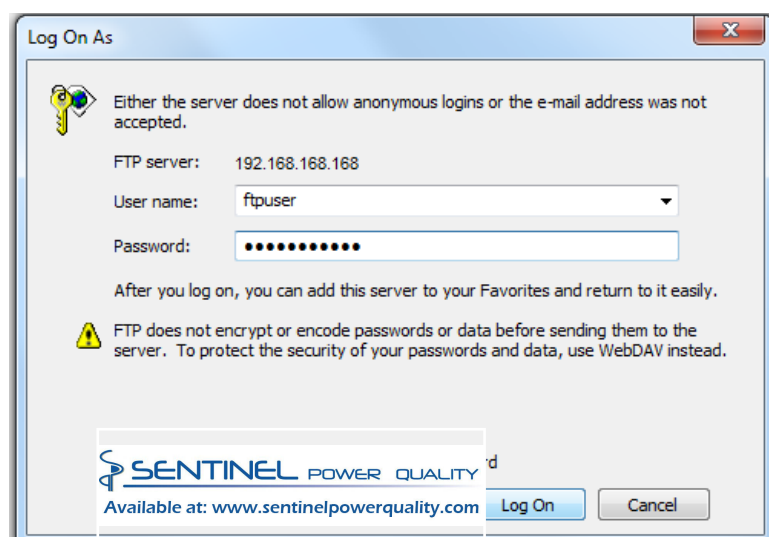 Log On As
Either the server does not allow anonymous logins or the e-mail address was not
accepted.
FTP server: 192.168.168.168
User name: ftpuser
Password: ●●●●●●●●●●●
After you log on, you can add this server to your Favorites and return to it easily.
FTP does not encrypt or encode passwords or data before sending them to the
server. To protect the security of your passwords and data, use WebDAV instead.
SENTINEL POWER QUALITY
Available at: www.sentinelpowerquality.com
Log On Cancel